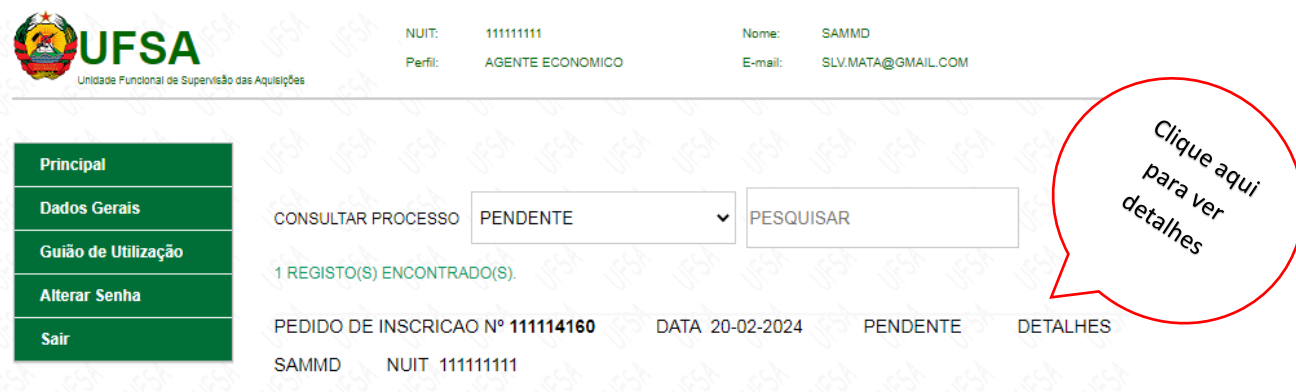 UFSA
Unidade Funcional de Supervisão das Aquisições
NUIT: 111111111 Nome: SAMMD
Perfil: AGENTE ECONOMICO E-mail: SLV.MATA@GMAIL.COM
Principal
Dados Gerais
Guião de Utilização
Alterar Senha
Sair
CONSULTAR PROCESSO PENDENTE PESQUISAR
1 REGISTO(S) ENCONTRADO(S).
PEDIDO DE INSCRICAO Nº 111114160 DATA 20-02-2024 PENDENTE DETALHES
SAMMD NUIT 111111111
Clique aqui
para ver
detalhes